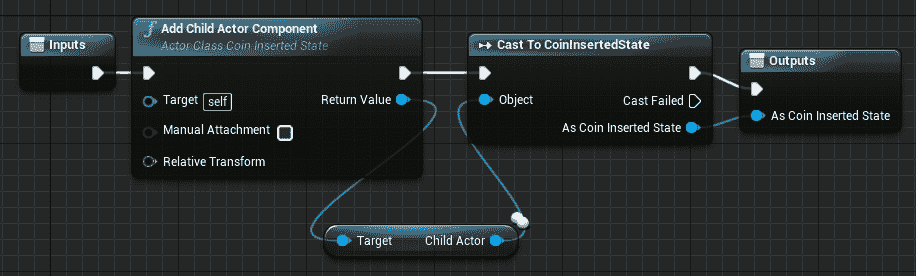 Inputs
Add Child Actor Component
Actor Class Coin Inserted State
Target self
Return Value
Manual Attachment
Relative Transform
Cast To CoinInsertedState
Object
Cast Failed
As Coin Inserted State
Outputs
As Coin Inserted State
Target Child Actor